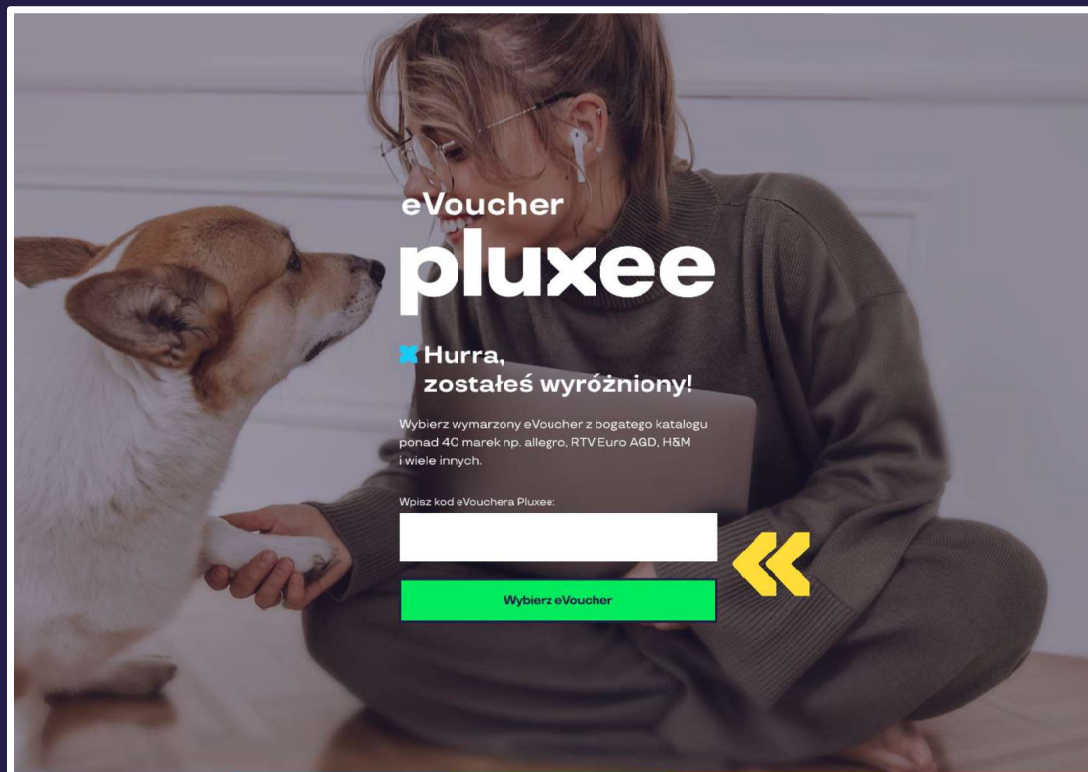 eVoucher
pluxee
Hurra,
zostałeś wyróżniony!
Wybierz wymarzony eVoucher z bogatego katalogu
ponad 40 marek np. allegro, RTV Euro AGD, H&M
i wiele innych.
Wpisz kod eVouchera Pluxee:
Wybierz eVoucher